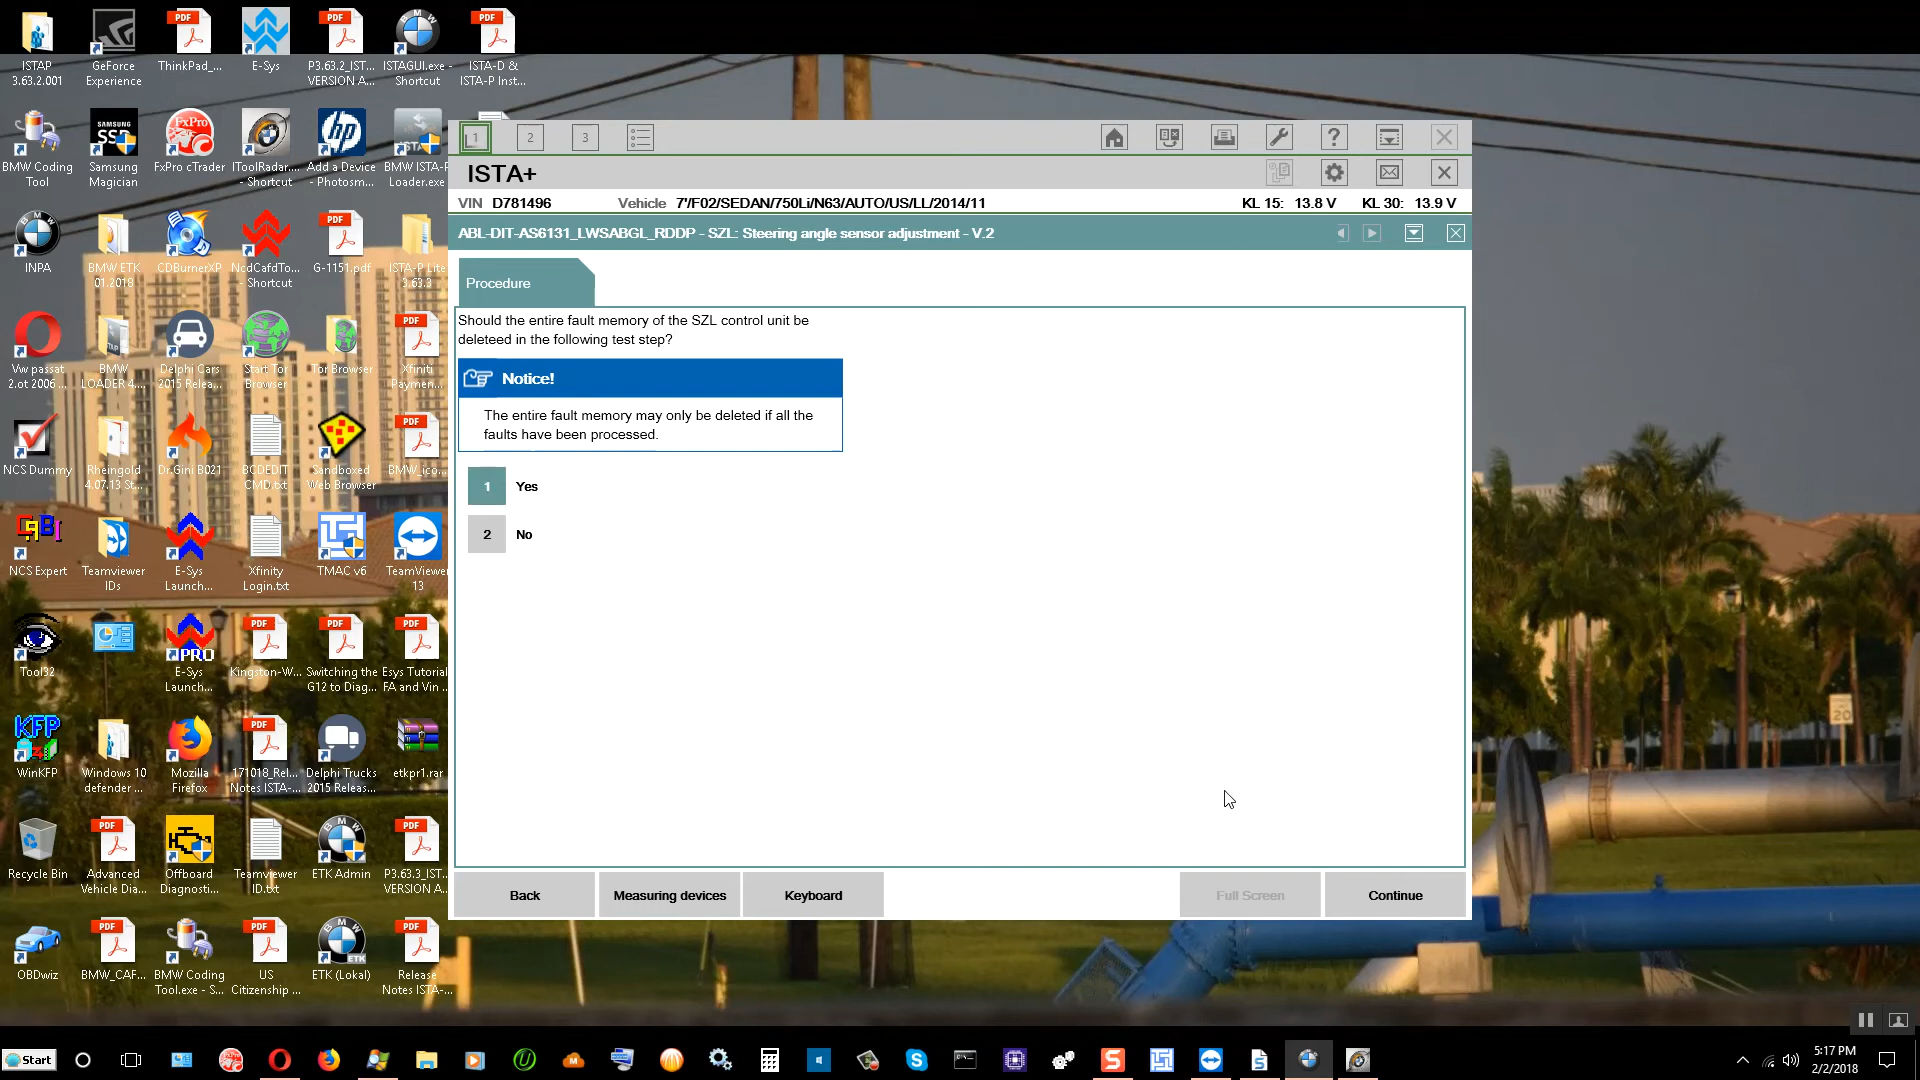 ISTAP
3.63.2.001
GeForce
Experience
ThinkPad_...
E-Sys
P3.63.2_IST...
VERSION A...
ISTAGUI.exe -
Shortcut
ISTA-D &
ISTA-P Inst...
BMW Coding
Tool
Samsung
Magician
FxPro cTrader
IToolRadar....
- Shortcut
Add a Device
- Photosm...
BMW ISTA-P
Loader.exe
INPA
BMW ETK
01.2018
CDBurnerXP
NcdCafdTo...
- Shortcut
G-1151.pdf
ISTA-P Lite
3.63.3
Vw passat
2.ot 2006 ...
BMW
LOADER 4....
Delphi Cars
2015 Relea...
Start Tor
Browser
Tor Browser
Xfiniti
Paymen...
NCS Dummy
Rheingold
4.07.13 St...
Dr.Gini B021
BCDEDIT
CMD.txt
Sandboxed
Web Browser
BMW_ico...
NCS Expert
Teamviewer
IDs
E-Sys
Launch...
Xfinity
Login.txt
TMAC v6
TeamViewer
13
Tool32
E-Sys
Launch...
Kingston-W...
Switching the
G12 to Diag...
Esys Tutorial
FA and Vin ...
WinKFP
Windows 10
defender ...
Mozilla
Firefox
171018_Rel...
Notes ISTA-...
Delphi Trucks
2015 Releas...
etkpr1.rar
Recycle Bin
Advanced
Vehicle Dia...
Offboard
Diagnosti...
Teamviewer
ID.txt
ETK Admin
P3.63.3_IST...
VERSION A...
OBDwiz
BMW_CAF...
BMW Coding
Tool.exe - S...
US
Citizenship ...
ETK (Lokal)
Release
Notes ISTA-...
1
2
3
ISTA+
VIN D781496
Vehicle 7'/F02/SEDAN/750Li/N63/AUTO/US/LL/2014/11
KL 15: 13.8 V
KL 30: 13.9 V
ABL-DIT-AS6131_LWSABGL_RDDP - SZL: Steering angle sensor adjustment - V.2
Procedure
Should the entire fault memory of the SZL control unit be
deleteed in the following test step?
Notice!
The entire fault memory may only be deleted if all the
faults have been processed.
1 Yes
2 No
Back
Measuring devices
Keyboard
Full Screen
Continue
20
Start
5:17 PM
2/2/2018